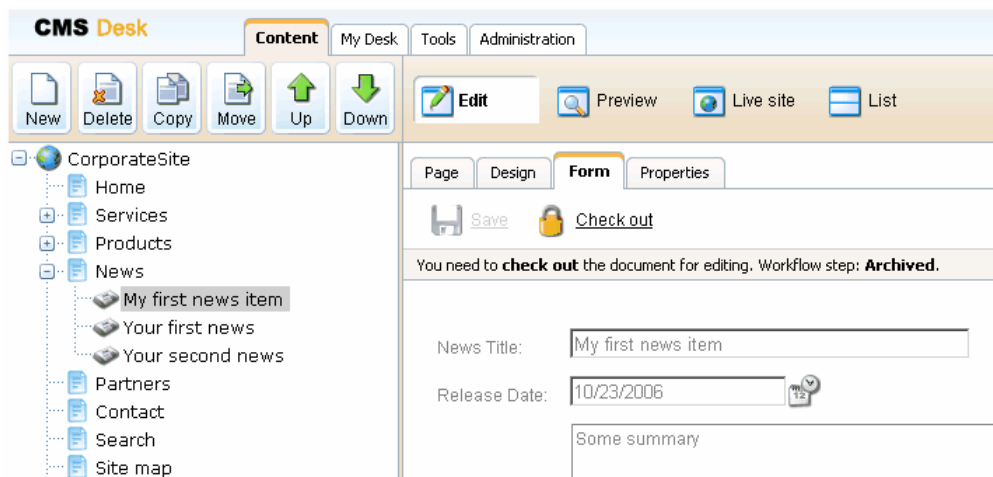 CMS Desk
Content My Desk Tools Administration
New Delete Copy Move Up Down
Edit Preview Live site List
CorporateSite
Home
Services
Products
News
My first news item
Your first news
Your second news
Partners
Contact
Search
Site map
Page Design Form Properties
Save Check out
You need to check out the document for editing. Workflow step: Archived.
News Title: My first news item
Release Date: 10/23/2006
12
Some summary